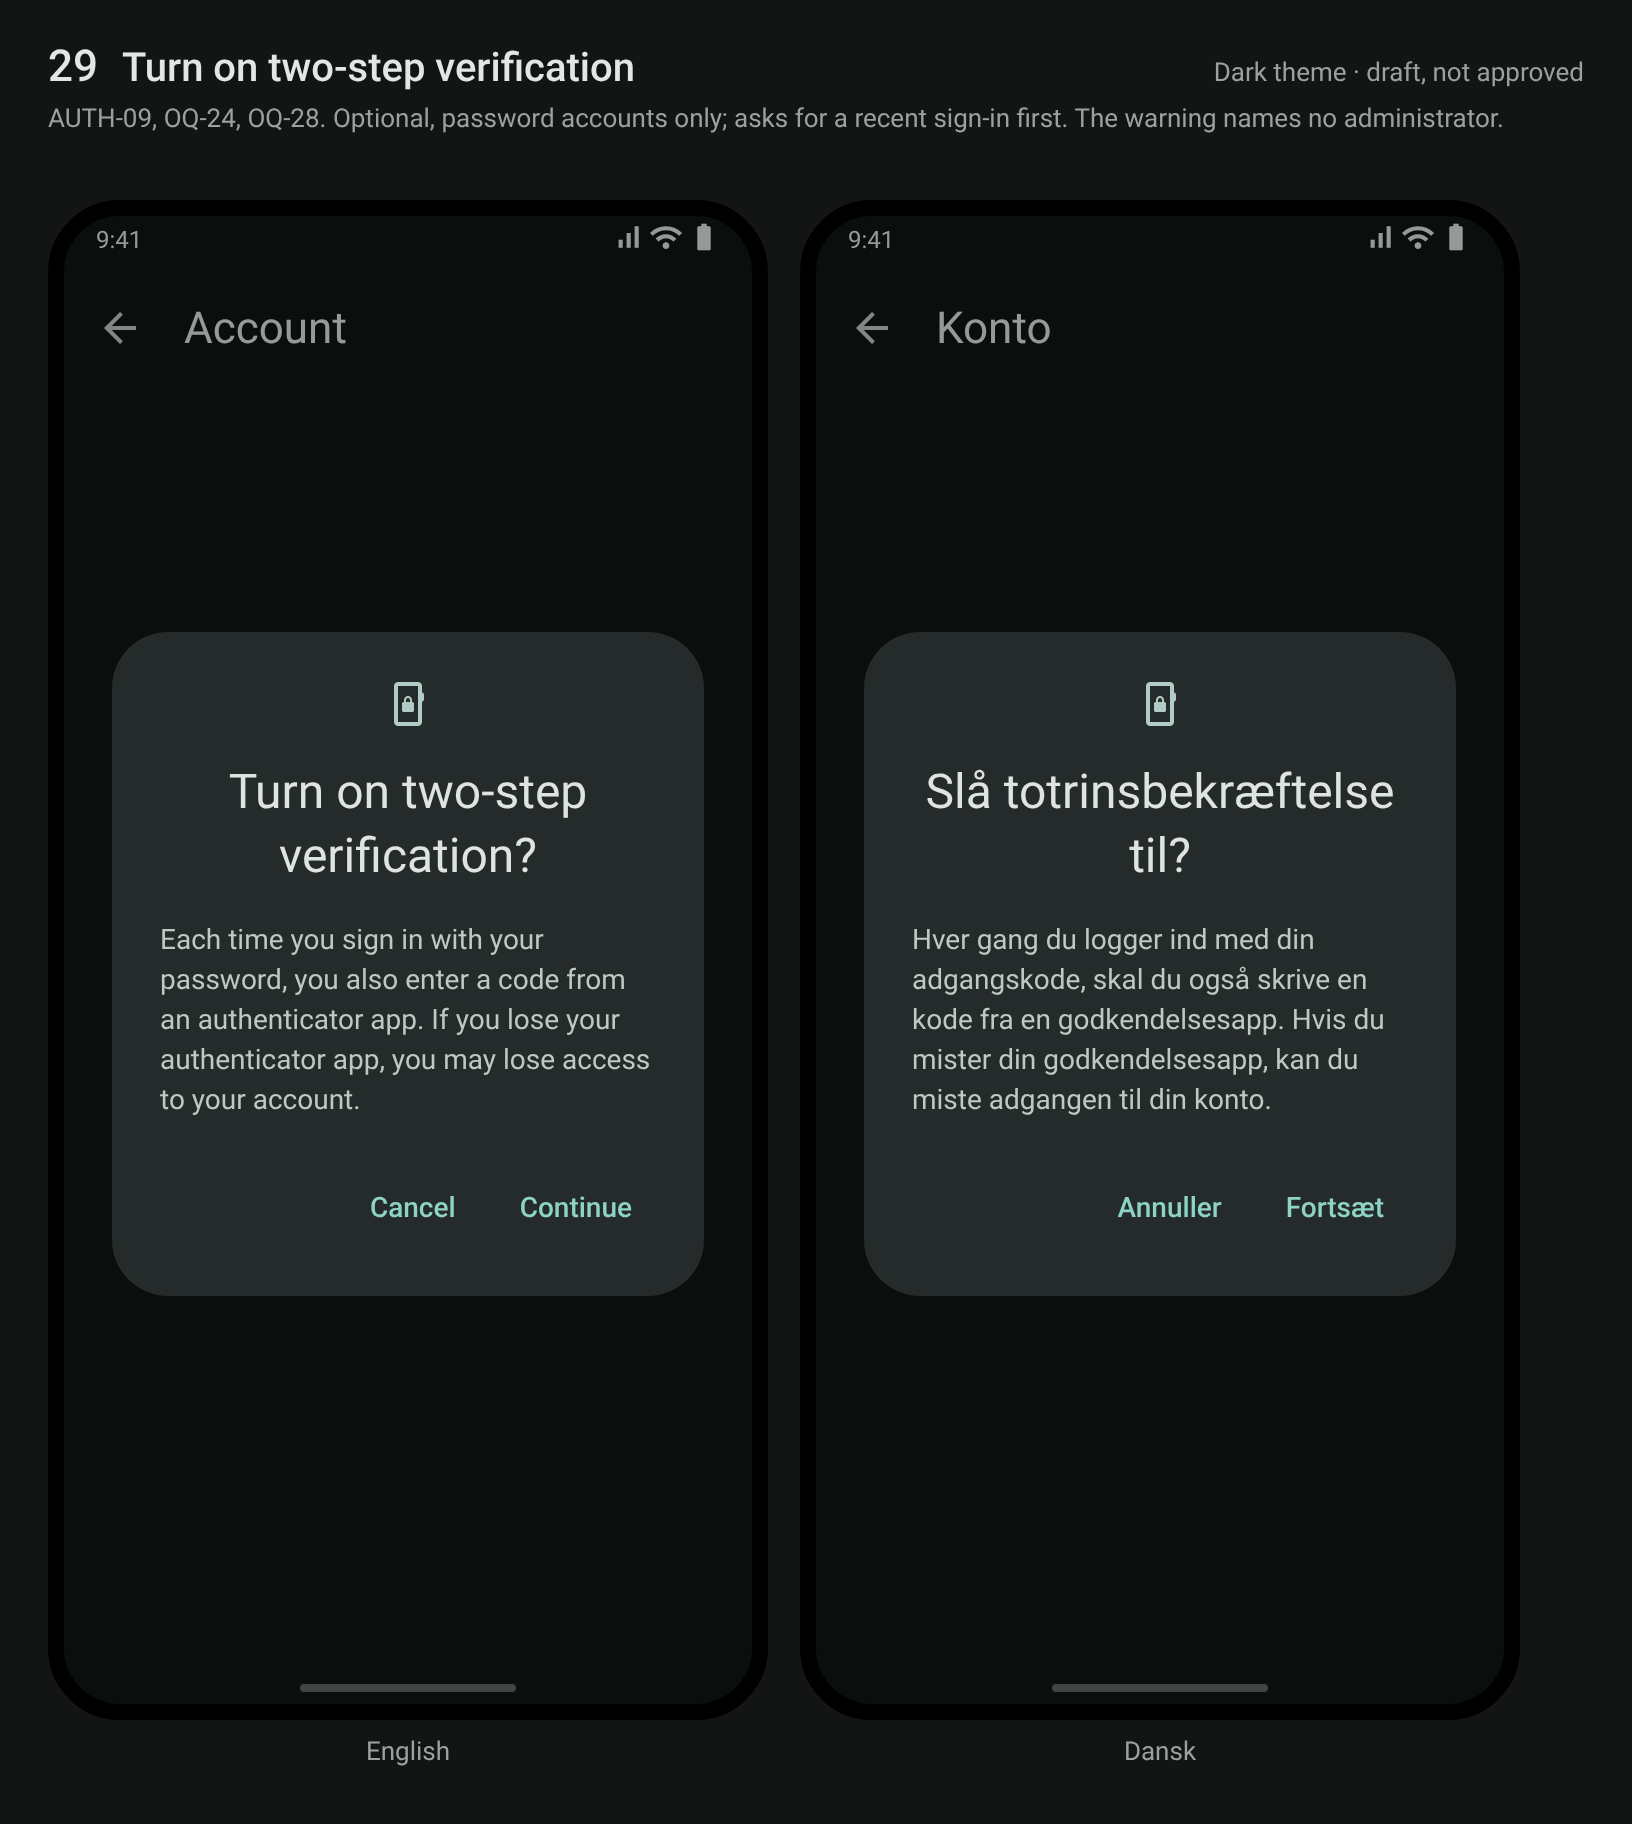 29 Turn on two-step verification
Dark theme · draft, not approved
AUTH-09, OQ-24, OQ-28. Optional, password accounts only; asks for a recent sign-in first. The warning names no administrator.
9:41
Account
Turn on two-step
verification?
Each time you sign in with your
password, you also enter a code from
an authenticator app. If you lose your
authenticator app, you may lose access
to your account.
Cancel Continue
English
9:41
Konto
Slå totrinsbekræftelse
til?
Hver gang du logger ind med din
adgangskode, skal du også skrive en
kode fra en godkendelsesapp. Hvis du
mister din godkendelsesapp, kan du
miste adgangen til din konto.
Annuller Fortsæt
Dansk